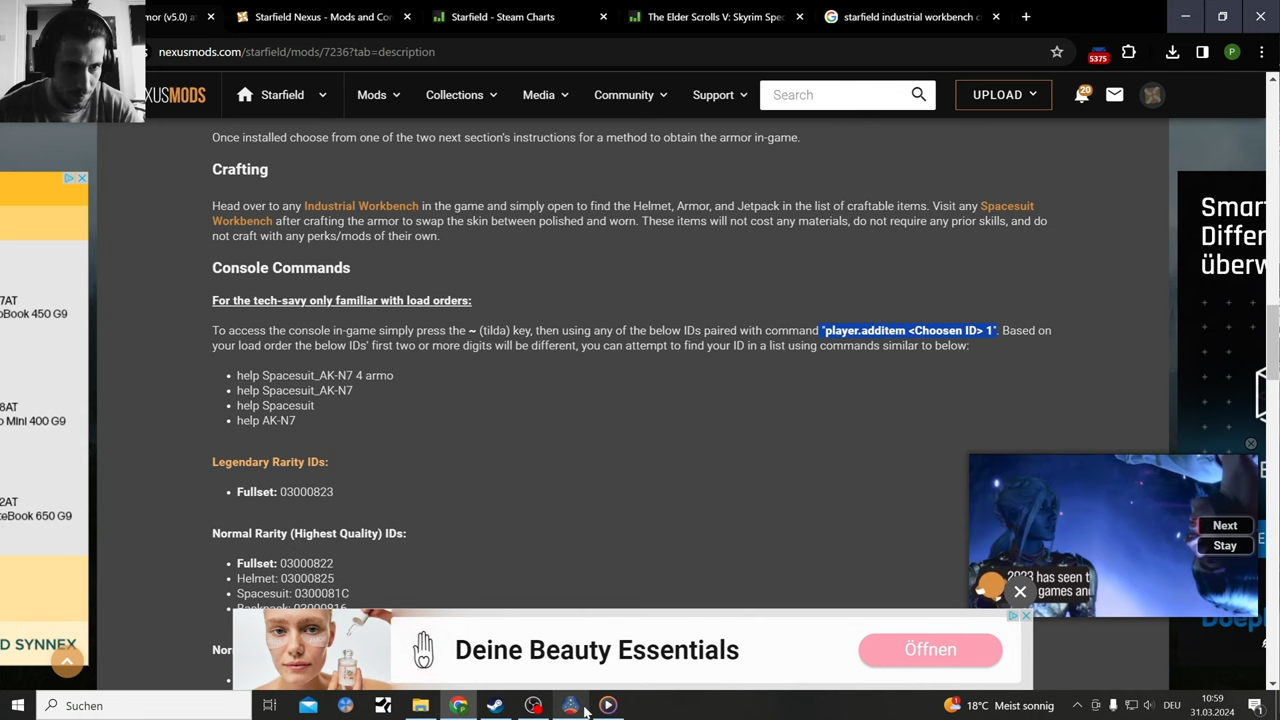 mor (v5.0) at
Starfield Nexus - Mods and Con
Starfield - Steam Charts
The Elder Scrolls V: Skyrim Spec
starfield industrial workbench c
nexusmods.com/starfield/mods/7236?tab=description
5375
P
XUSMODS
Starfield
Mods
Collections
Media
Community
Support
Search
UPLOAD
20
Once installed choose from one of the two next section's instructions for a method to obtain the armor in-game.
Crafting
Head over to any Industrial Workbench in the game and simply open to find the Helmet, Armor, and Jetpack in the list of craftable items. Visit any Spacesuit
Workbench after crafting the armor to swap the skin between polished and worn. These items will not cost any materials, do not require any prior skills, and do
not craft with any perks/mods of their own.
Console Commands
For the tech-savy only familiar with load orders:
To access the console in-game simply press the ~ (tilda) key, then using any of the below IDs paired with command "player.additem <Choosen ID> 1". Based on
your load order the below IDs' first two or more digits will be different, you can attempt to find your ID in a list using commands similar to below:
• help Spacesuit_AK-N7 4 armo
• help Spacesuit_AK-N7
• help Spacesuit
• help AK-N7
Legendary Rarity IDs:
• Fullset: 03000823
Normal Rarity (Highest Quality) IDs:
• Fullset: 03000822
• Helmet: 03000825
• Spacesuit: 0300081C
• Backpack: 03000816
Nor
7AT
oBook 450 G9
8AT
o Mini 400 G9
2AT
teBook 650 G9
D SYNNEX
Smar
Differ
überw
Next
Stay
2023 has seen t
games and
Deine Beauty Essentials
Öffnen
Suchen
18°C Meist sonnig
DEU
10:59
31.03.2024